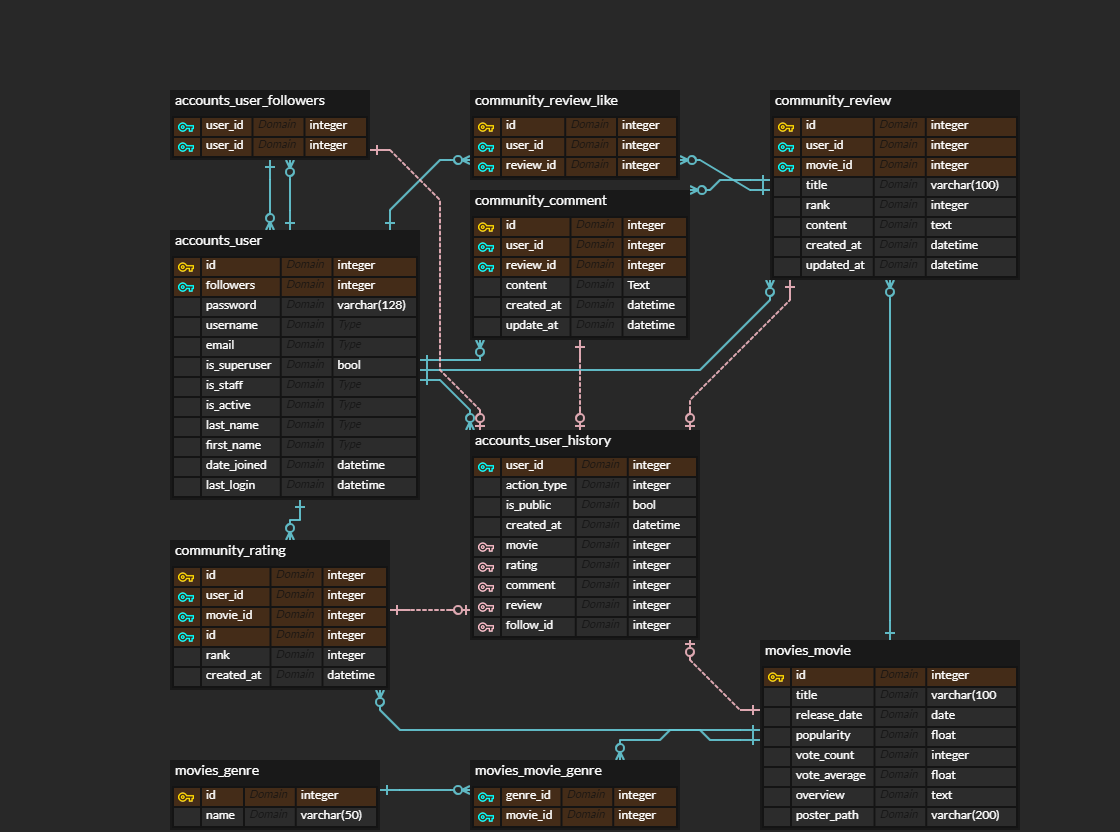 accounts_user_followers
user_id Domain integer
user_id Domain integer
community_review_like
id Domain integer
user_id Domain integer
review_id Domain integer
community_review
id Domain integer
user_id Domain integer
movie_id Domain integer
title Domain varchar(100)
rank Domain integer
content Domain text
created_at Domain datetime
updated_at Domain datetime
community_comment
id Domain integer
user_id Domain integer
review_id Domain integer
content Domain Text
created_at Domain datetime
update_at Domain datetime
accounts_user
id Domain integer
followers Domain integer
password Domain varchar(128)
username Domain Type
email Domain Type
is_superuser Domain bool
is_staff Domain Type
is_active Domain Type
last_name Domain Type
first_name Domain Type
date_joined Domain datetime
last_login Domain datetime
accounts_user_history
user_id Domain integer
action_type Domain integer
is_public Domain bool
created_at Domain datetime
movie Domain integer
rating Domain integer
comment Domain integer
review Domain integer
follow_id Domain integer
community_rating
id Domain integer
user_id Domain integer
movie_id Domain integer
id Domain integer
rank Domain integer
created_at Domain datetime
movies_movie
id Domain integer
title Domain varchar(100
release_date Domain date
popularity Domain float
vote_count Domain integer
vote_average Domain float
overview Domain text
poster_path Domain varchar(200)
movies_genre
id Domain integer
name Domain varchar(50)
movies_movie_genre
genre_id Domain integer
movie_id Domain integer